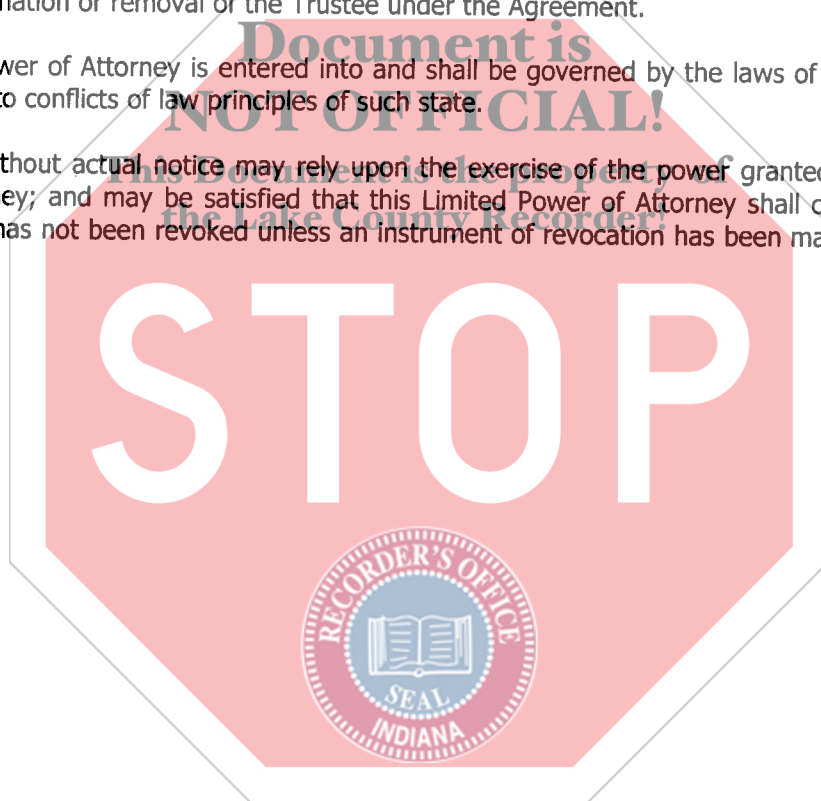 nation or removal of the Trustee under the Agreement.
Document is
wer of Attorney is entered into and shall be governed by the laws of
to conflicts of law principles of such state.
NOT OFFICIAL!
thout actual notice may rely upon the exercise of the power granted
This Document is the property of
ey; and may be satisfied that this Limited Power of Attorney shall c
the Lake County Recorder!
has not been revoked unless an instrument of revocation has been ma
STOP
RECORDER'S OFFICE
SEAL
INDIANA